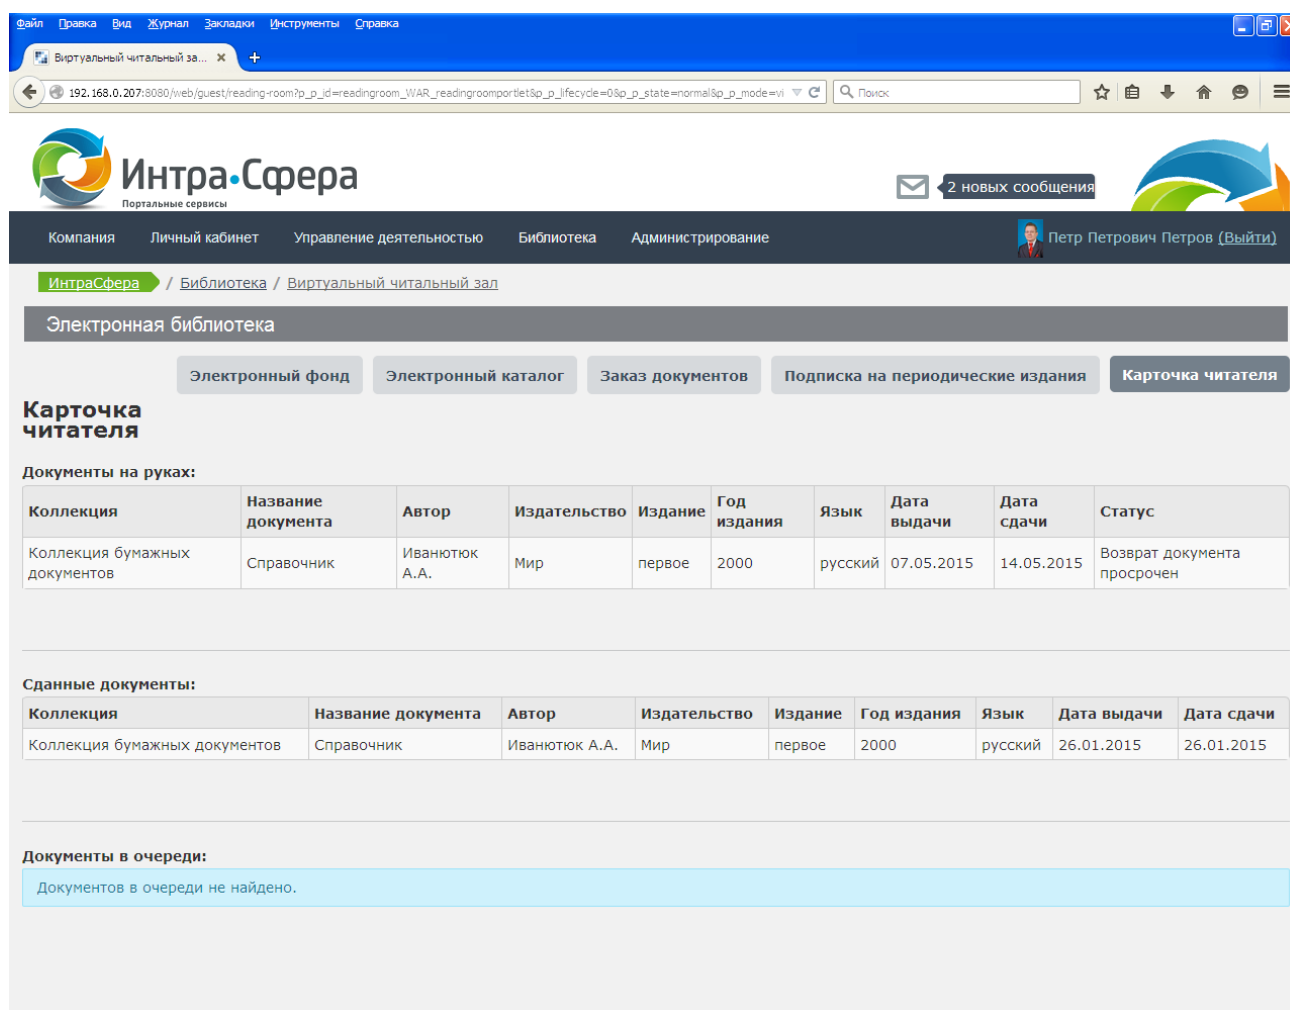 Файл Правка Вид Журнал Закладки Инструменты Справка
Виртуальный читальный за...
192.168.0.207:8080/web/guest/reading-room?p_p_id=readingroom_WAR_readingroomportlet&p_p_lifecycle=0&p_p_state=normal&p_p_mode=vi Поиск
Интра•Сфера
Портальные сервисы
2 новых сообщения
Компания Личный кабинет Управление деятельностью Библиотека Администрирование Петр Петрович Петров (Выйти)
ИнтраСфера / Библиотека / Виртуальный читальный зал
Электронная библиотека
Электронный фонд Электронный каталог Заказ документов Подписка на периодические издания Карточка читателя
Карточка
читателя
Документы на руках:
Коллекция Название документа Автор Издательство Издание Год издания Язык Дата выдачи Дата сдачи Статус
Коллекция бумажных документов Справочник Иванютюк А.А. Мир первое 2000 русский 07.05.2015 14.05.2015 Возврат документа просрочен
Сданные документы:
Коллекция Название документа Автор Издательство Издание Год издания Язык Дата выдачи Дата сдачи
Коллекция бумажных документов Справочник Иванютюк А.А. Мир первое 2000 русский 26.01.2015 26.01.2015
Документы в очереди:
Документов в очереди не найдено.